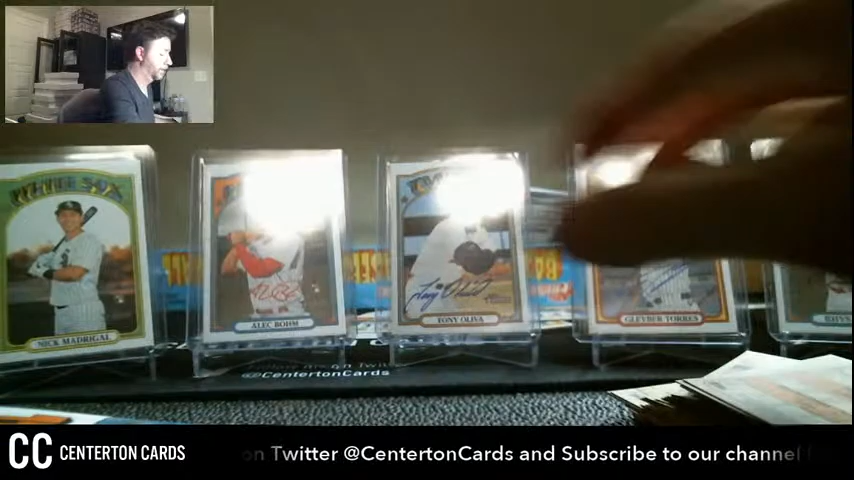 WHITE SOX
NICK MADRIGAL
ALEC BOHM
TONY OLIVA
GLEYBER TORRES
RHYS
@CentertonCards
CC CENTERTON CARDS
on Twitter @CentertonCards and Subscribe to our channel